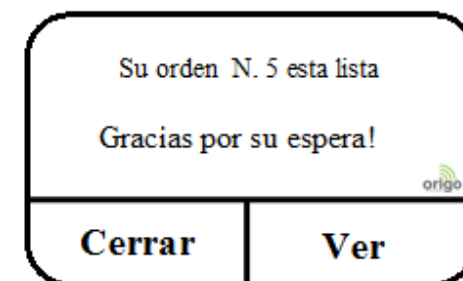 Su orden N. 5 esta lista
Gracias por su espera!
origo
Cerrar
Ver